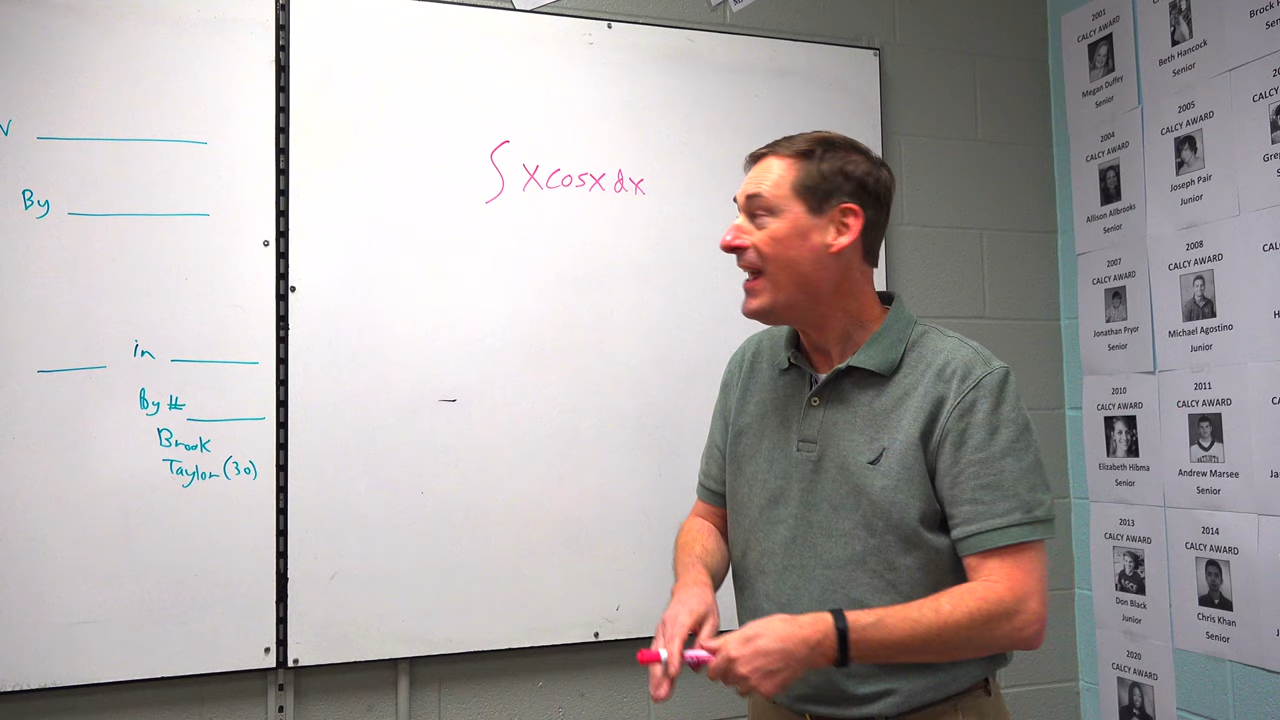 By
in
By #
Brook
Taylor (30)
∫ x cos x dx
2001
CALCY AWARD
Megan Duffey
Senior
Beth Hancock
Senior
Brock
2004
CALCY AWARD
Allison Allbrooks
Senior
2005
CALCY AWARD
Joseph Pair
Junior
CALCY
2007
CALCY AWARD
Jonathan Pryor
Senior
2008
CALCY AWARD
Michael Agostino
Junior
2010
CALCY AWARD
Elizabeth Hibma
Senior
2011
CALCY AWARD
Andrew Marsee
Senior
2013
CALCY AWARD
Don Black
Junior
2014
CALCY AWARD
Chris Khan
Senior
2020
CALCY AWARD